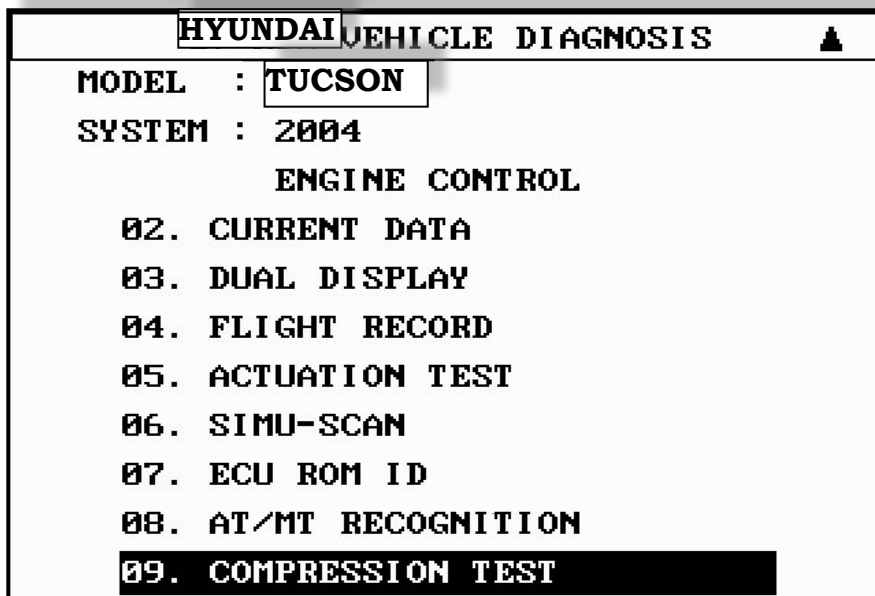 HYUNDAI VEHICLE DIAGNOSIS ▲
MODEL : TUCSON
SYSTEM : 2004
ENGINE CONTROL
02. CURRENT DATA
03. DUAL DISPLAY
04. FLIGHT RECORD
05. ACTUATION TEST
06. SIMU-SCAN
07. ECU ROM ID
08. AT/MT RECOGNITION
09. COMPRESSION TEST